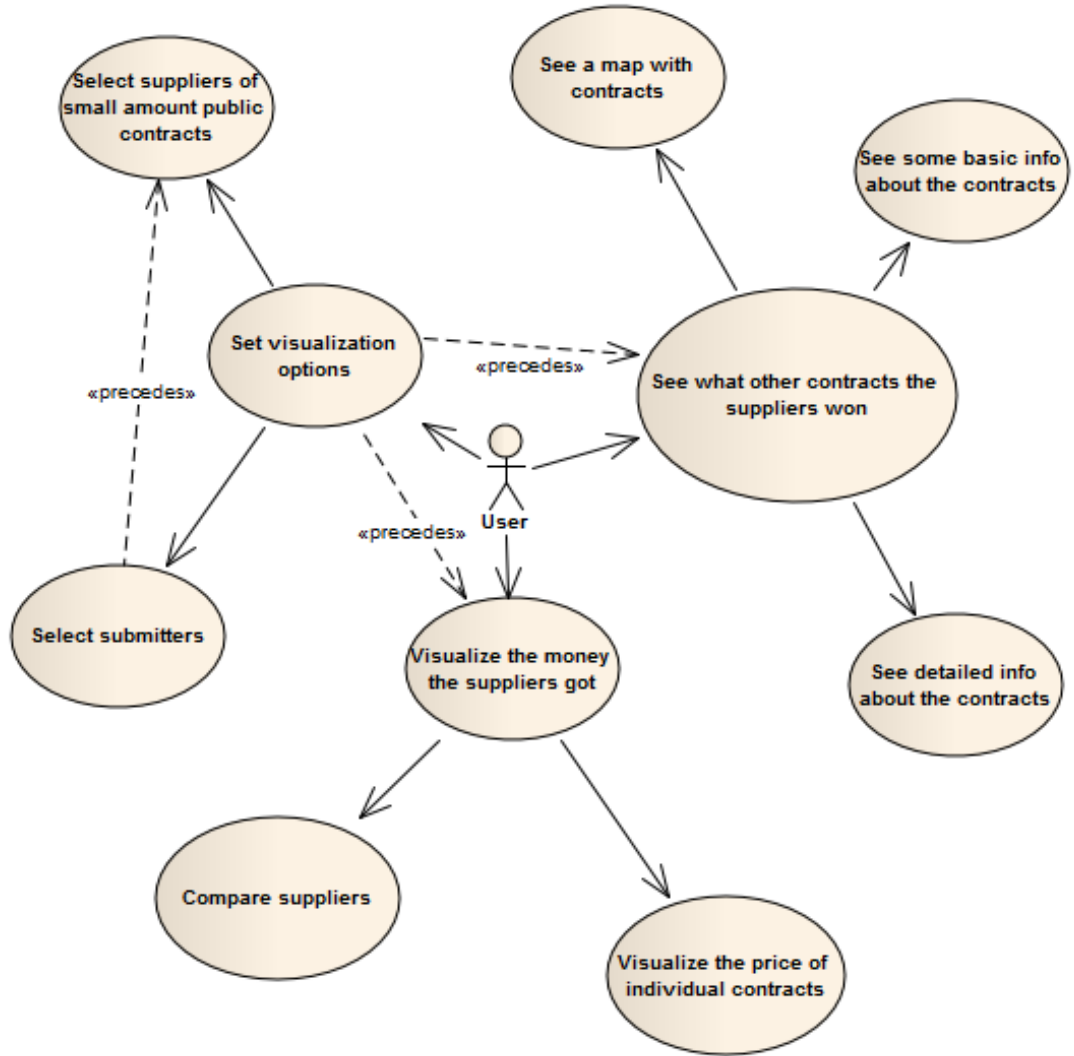 Select suppliers of
small amount public
contracts
See a map with
contracts
See some basic info
about the contracts
Set visualization
options
«precedes»
See what other contracts the
suppliers won
«precedes»
User
«precedes»
Select submitters
Visualize the money
the suppliers got
See detailed info
about the contracts
Compare suppliers
Visualize the price of
individual contracts